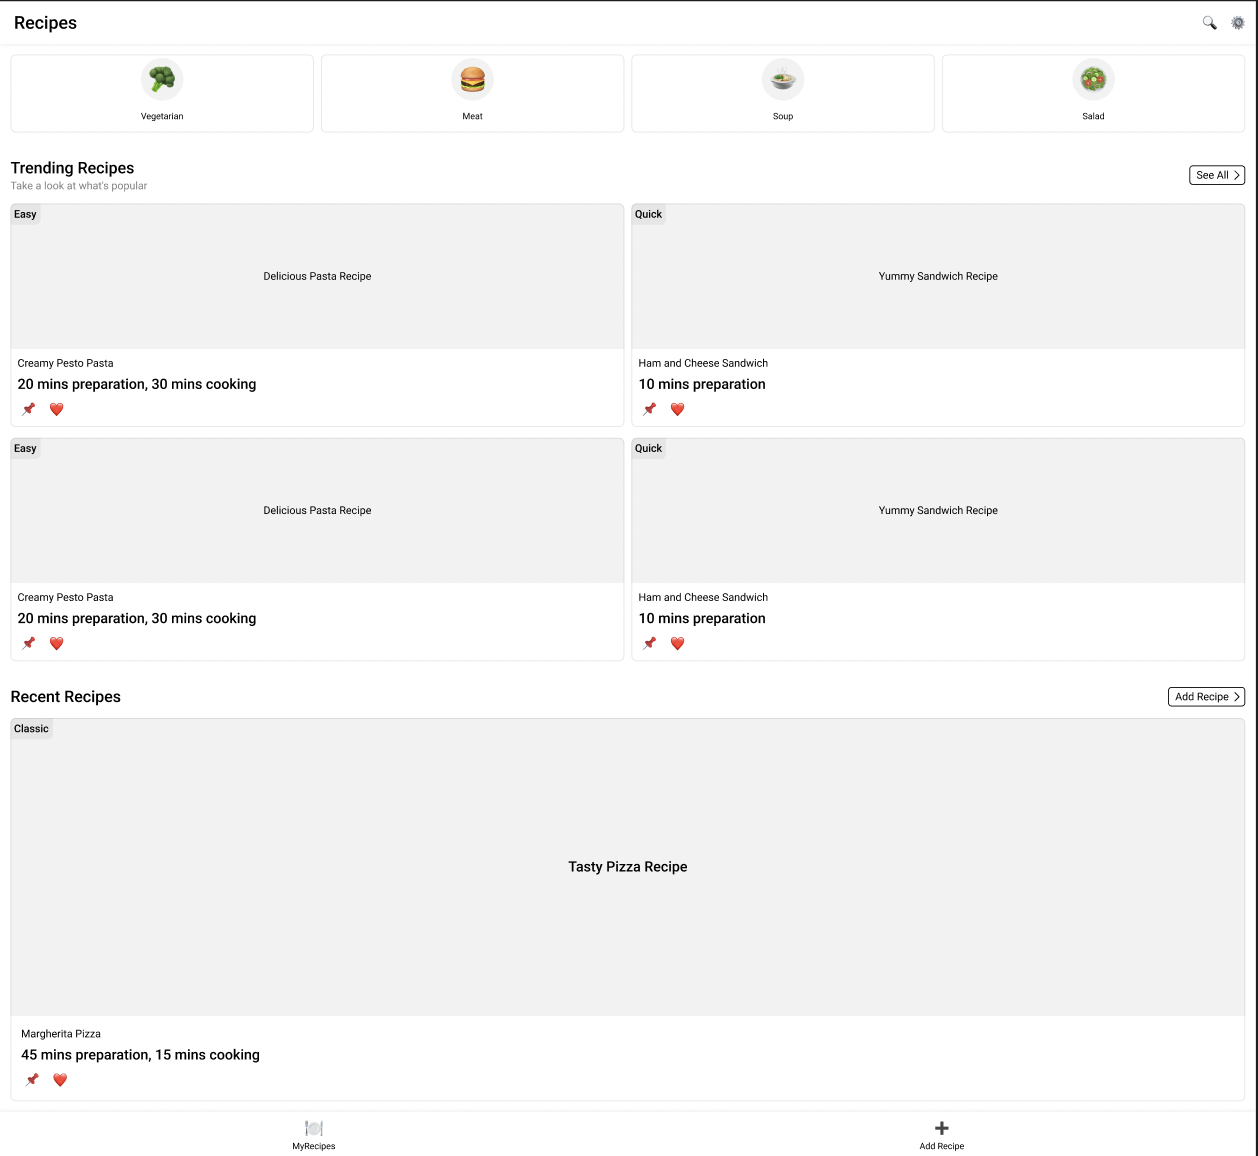 Recipes
Vegetarian
Meat
Soup
Salad
Trending Recipes
Take a look at what's popular
See All
Easy
Delicious Pasta Recipe
Creamy Pesto Pasta
20 mins preparation, 30 mins cooking
Quick
Yummy Sandwich Recipe
Ham and Cheese Sandwich
10 mins preparation
Easy
Delicious Pasta Recipe
Creamy Pesto Pasta
20 mins preparation, 30 mins cooking
Quick
Yummy Sandwich Recipe
Ham and Cheese Sandwich
10 mins preparation
Recent Recipes
Add Recipe
Classic
Tasty Pizza Recipe
Margherita Pizza
45 mins preparation, 15 mins cooking
MyRecipes
Add Recipe